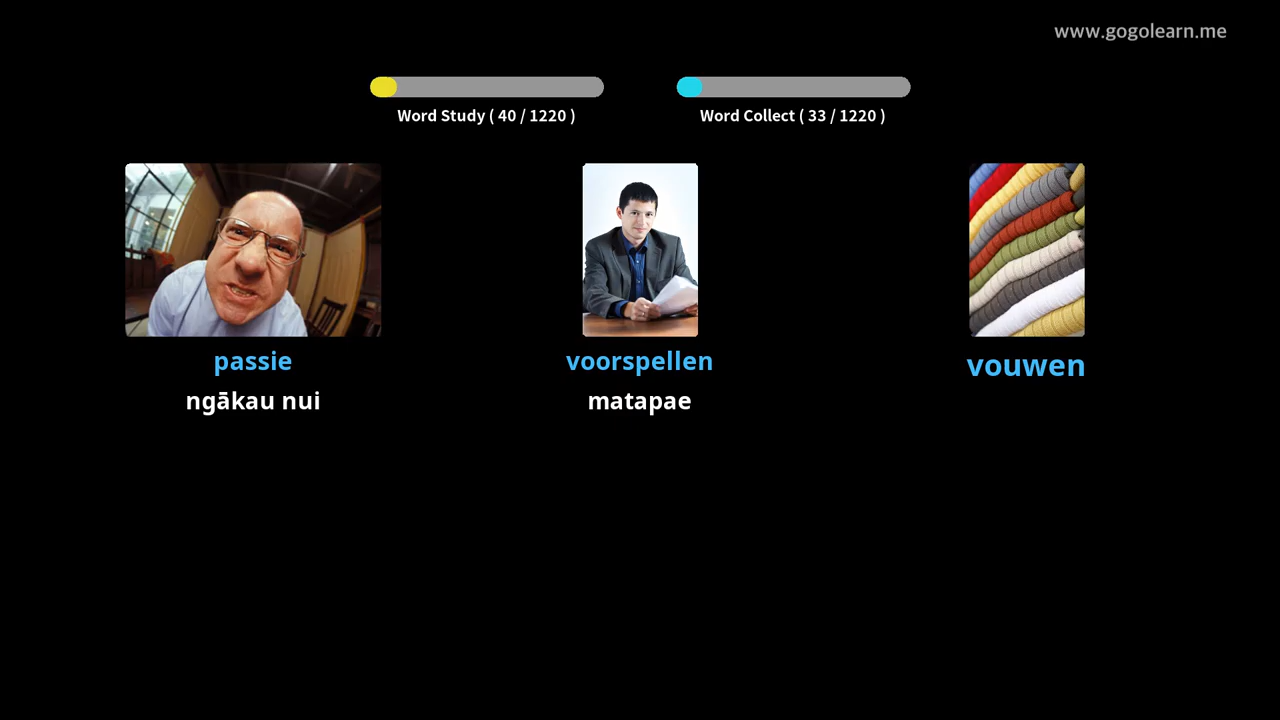 www.gogolearn.me
Word Study ( 40 / 1220 )
Word Collect ( 33 / 1220 )
passie
ngākau nui
voorspellen
matapae
vouwen